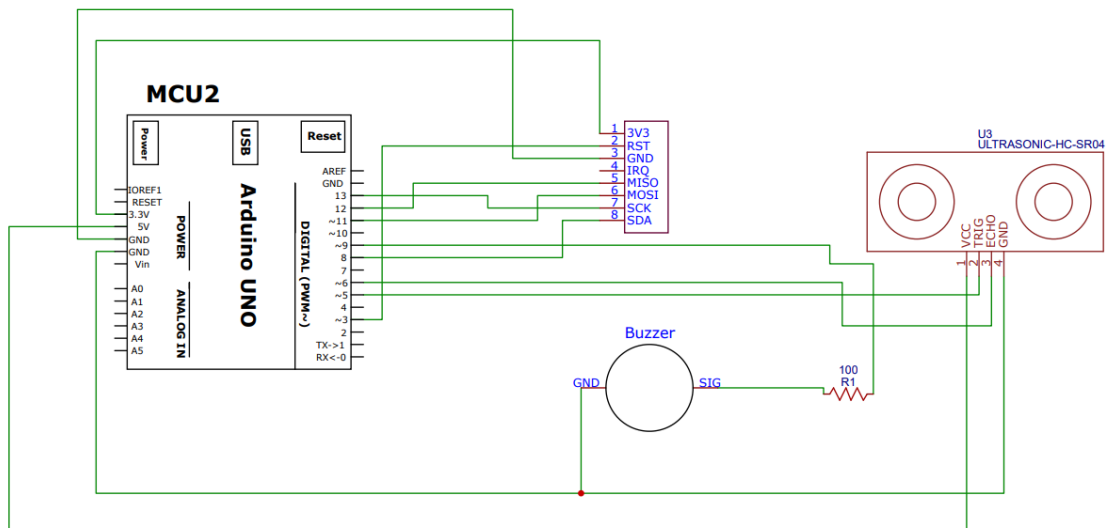 MCU2
Power
USB
Reset
Arduino UNO
POWER
ANALOG IN
DIGITAL (PWM~)
IOREF1
RESET
3.3V
5V
GND
GND
Vin
A0
A1
A2
A3
A4
A5
AREF
GND
13
12
~11
~10
~9
8
7
~6
~5
4
~3
2
TX->1
RX<-0
1 3V3
2 RST
3 GND
4 IRQ
5 MISO
6 MOSI
7 SCK
8 SDA
U3
ULTRASONIC-HC-SR04
1 VCC
2 TRIG
3 ECHO
4 GND
Buzzer
GND
SIG
100
R1